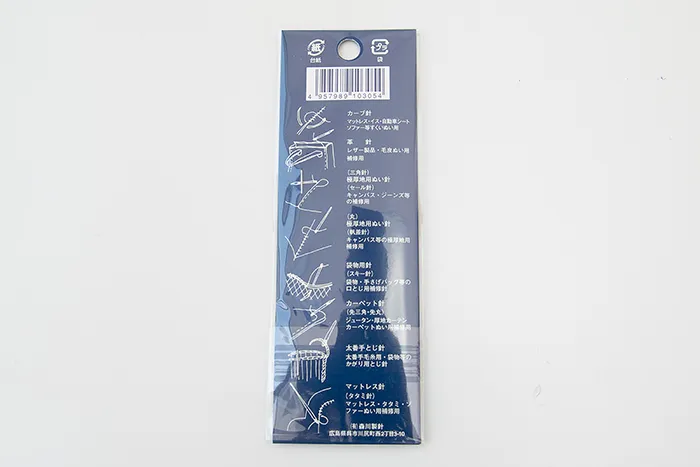 紙
台紙
プラ
袋
4 957989 103054
カーブ針
マットレス・イス・自動車シート
ソファー等すくいぬい用
革 針
レザー製品・毛皮ぬい用
補修用
(三角針)
極厚地用ぬい針
(セール針)
キャンバス・ジーンズ等
の補修用
(丸)
極厚地用ぬい針
(帆差針)
キャンバス等の極厚地用
補修用
袋物用針
(スキー針)
袋物・手さげバッグ等の
口とじ用補修針
カーペット針
(先三角・先丸)
ジュータン・厚地カーテン
カーペットぬい用補修用
太番手とじ針
太番手毛糸用・袋物等の
かがり用とじ針
マットレス針
(タタミ針)
マットレス・タタミ・ソ
ファーぬい用補修用
(有)森川製針
広島県呉市川尻町西2丁目3-10